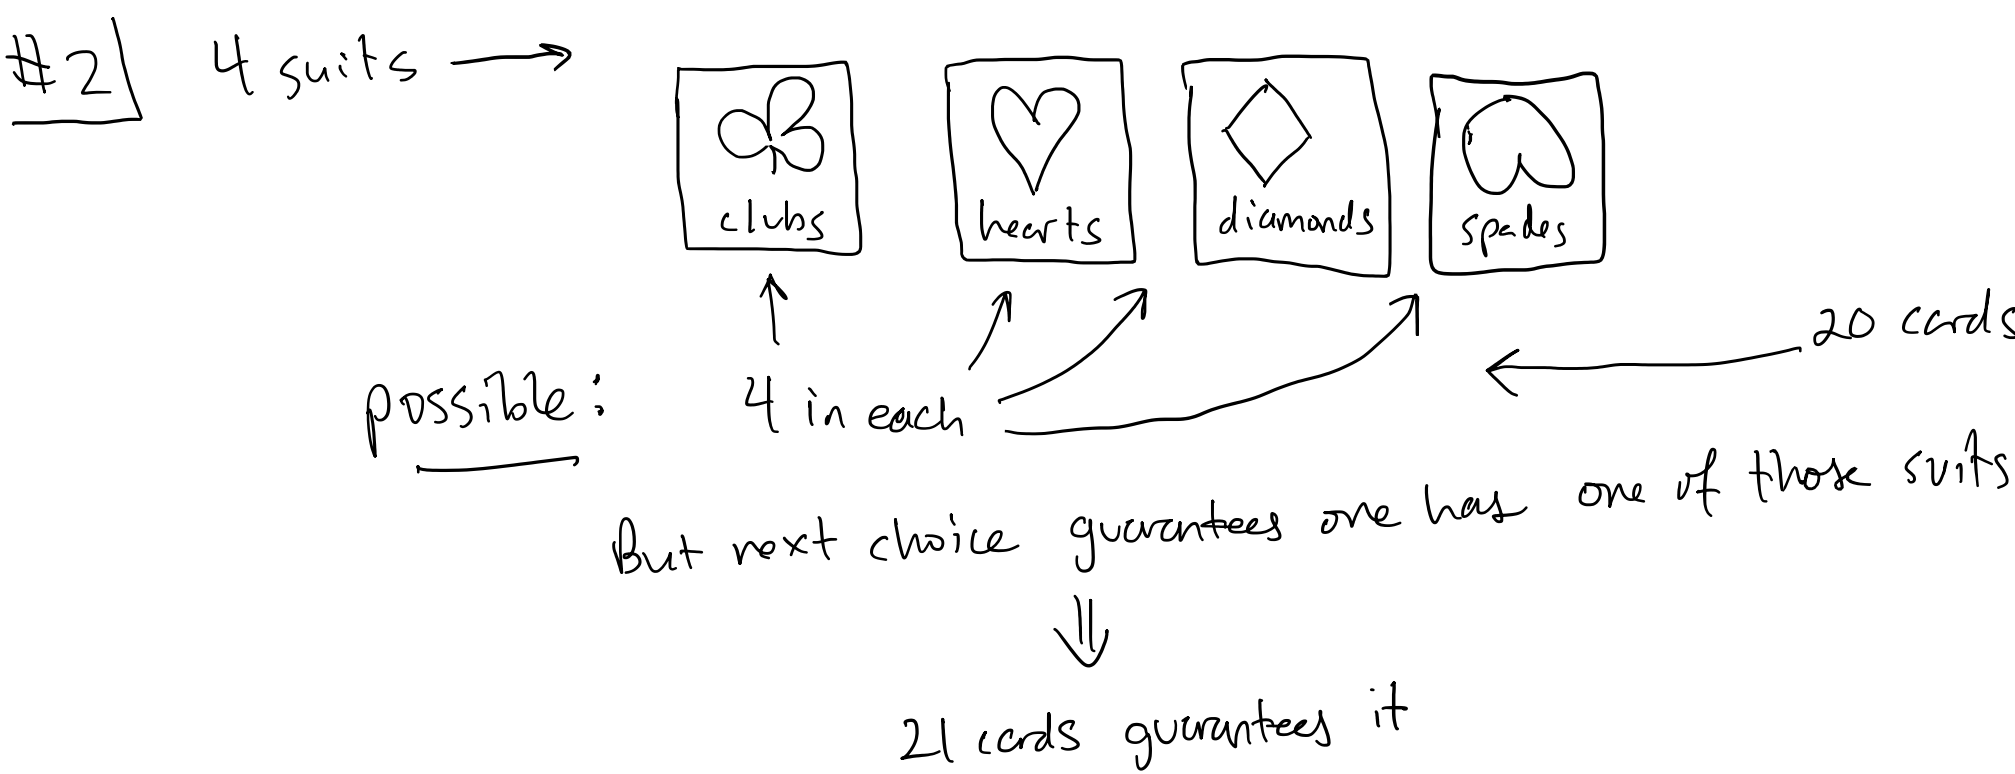 #2 4 suits
clubs hearts diamonds spades
20 cards
possible: 4 in each
But next choice guarantees one has one of those suits
21 cards guarantees it